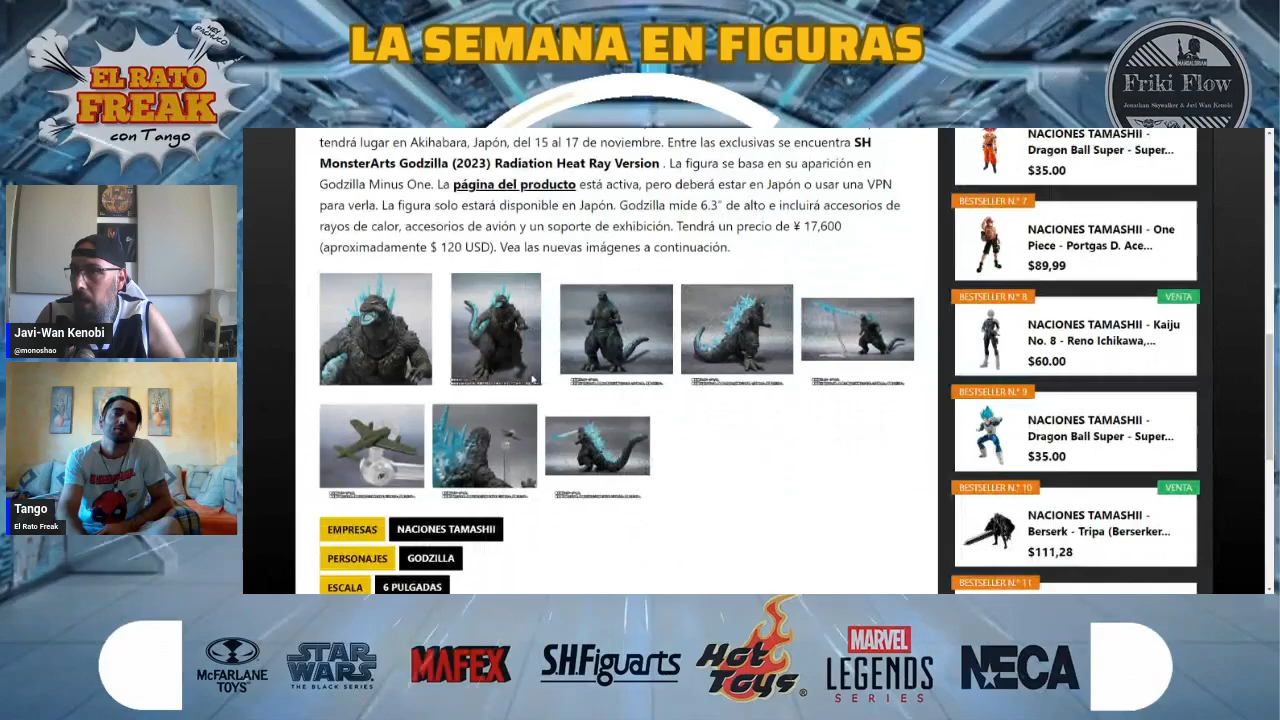 LA SEMANA EN FIGURAS
HEY PACHUCO
EL RATO
FREAK
con Tango
THE MANDALORIAN
Friki Flow
Jonathan Skywalker & Javi Wan Kenobi
tendrá lugar en Akihabara, Japón, del 15 al 17 de noviembre. Entre las exclusivas se encuentra SH
MonsterArts Godzilla (2023) Radiation Heat Ray Version . La figura se basa en su aparición en
Godzilla Minus One. La página del producto está activa, pero deberá estar en Japón o usar una VPN
para verla. La figura solo estará disponible en Japón. Godzilla mide 6.3” de alto e incluirá accesorios de
rayos de calor, accesorios de avión y un soporte de exhibición. Tendrá un precio de ¥ 17,600
(aproximadamente $ 120 USD). Vea las nuevas imágenes a continuación.
EMPRESAS NACIONES TAMASHII
PERSONAJES GODZILLA
ESCALA 6 PULGADAS
NACIONES TAMASHII -
Dragon Ball Super - Super...
$35.00
BESTSELLER N.º 7
NACIONES TAMASHII - One
Piece - Portgas D. Ace...
$89,99
BESTSELLER N.º 8 VENTA
NACIONES TAMASHII - Kaiju
No. 8 - Reno Ichikawa,...
$60.00
BESTSELLER N.º 9
NACIONES TAMASHII -
Dragon Ball Super - Super...
$35.00
BESTSELLER N.º 10 VENTA
NACIONES TAMASHII -
Berserk - Tripa (Berserker...
$111,28
BESTSELLER N.º 11
Javi-Wan Kenobi
@monoshao
Tango
El Rato Freak
McFARLANE
TOYS™
STAR
WARS
THE BLACK SERIES
MAFEX
S.H.Figuarts
Hot
Toys®
MARVEL
LEGENDS
SERIES
NECA